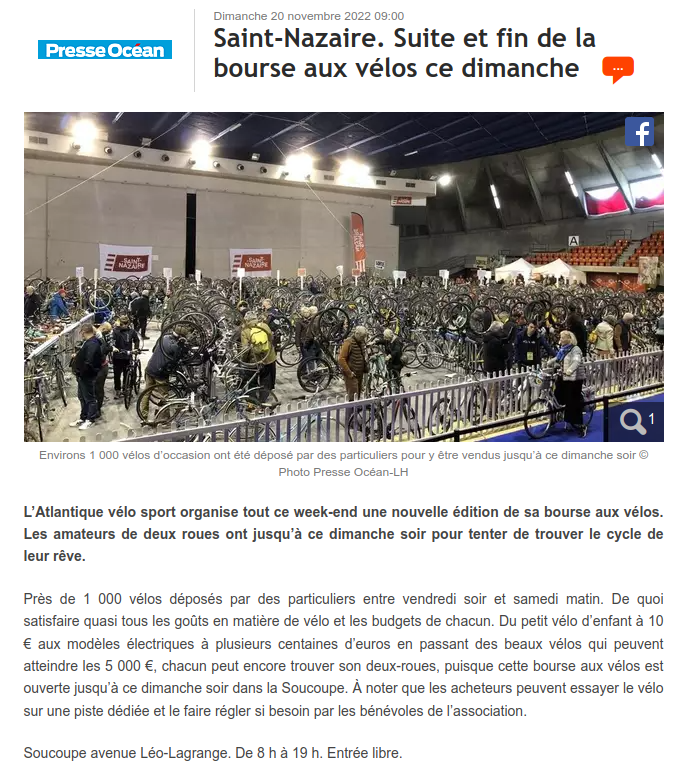 Dimanche 20 novembre 2022 09:00
Presse Océan
Saint-Nazaire. Suite et fin de la
bourse aux vélos ce dimanche
...
f
SAINT-
NAZAIRE
SAINT-
NAZAIRE
A
1
Environs 1 000 vélos d’occasion ont été déposé par des particuliers pour y être vendus jusqu’à ce dimanche soir ©
Photo Presse Océan-LH
L’Atlantique vélo sport organise tout ce week-end une nouvelle édition de sa bourse aux vélos.
Les amateurs de deux roues ont jusqu’à ce dimanche soir pour tenter de trouver le cycle de
leur rêve.
Près de 1 000 vélos déposés par des particuliers entre vendredi soir et samedi matin. De quoi
satisfaire quasi tous les goûts en matière de vélo et les budgets de chacun. Du petit vélo d’enfant à 10
€ aux modèles électriques à plusieurs centaines d’euros en passant des beaux vélos qui peuvent
atteindre les 5 000 €, chacun peut encore trouver son deux-roues, puisque cette bourse aux vélos est
ouverte jusqu’à ce dimanche soir dans la Soucoupe. À noter que les acheteurs peuvent essayer le vélo
sur une piste dédiée et le faire régler si besoin par les bénévoles de l’association.
Soucoupe avenue Léo-Lagrange. De 8 h à 19 h. Entrée libre.